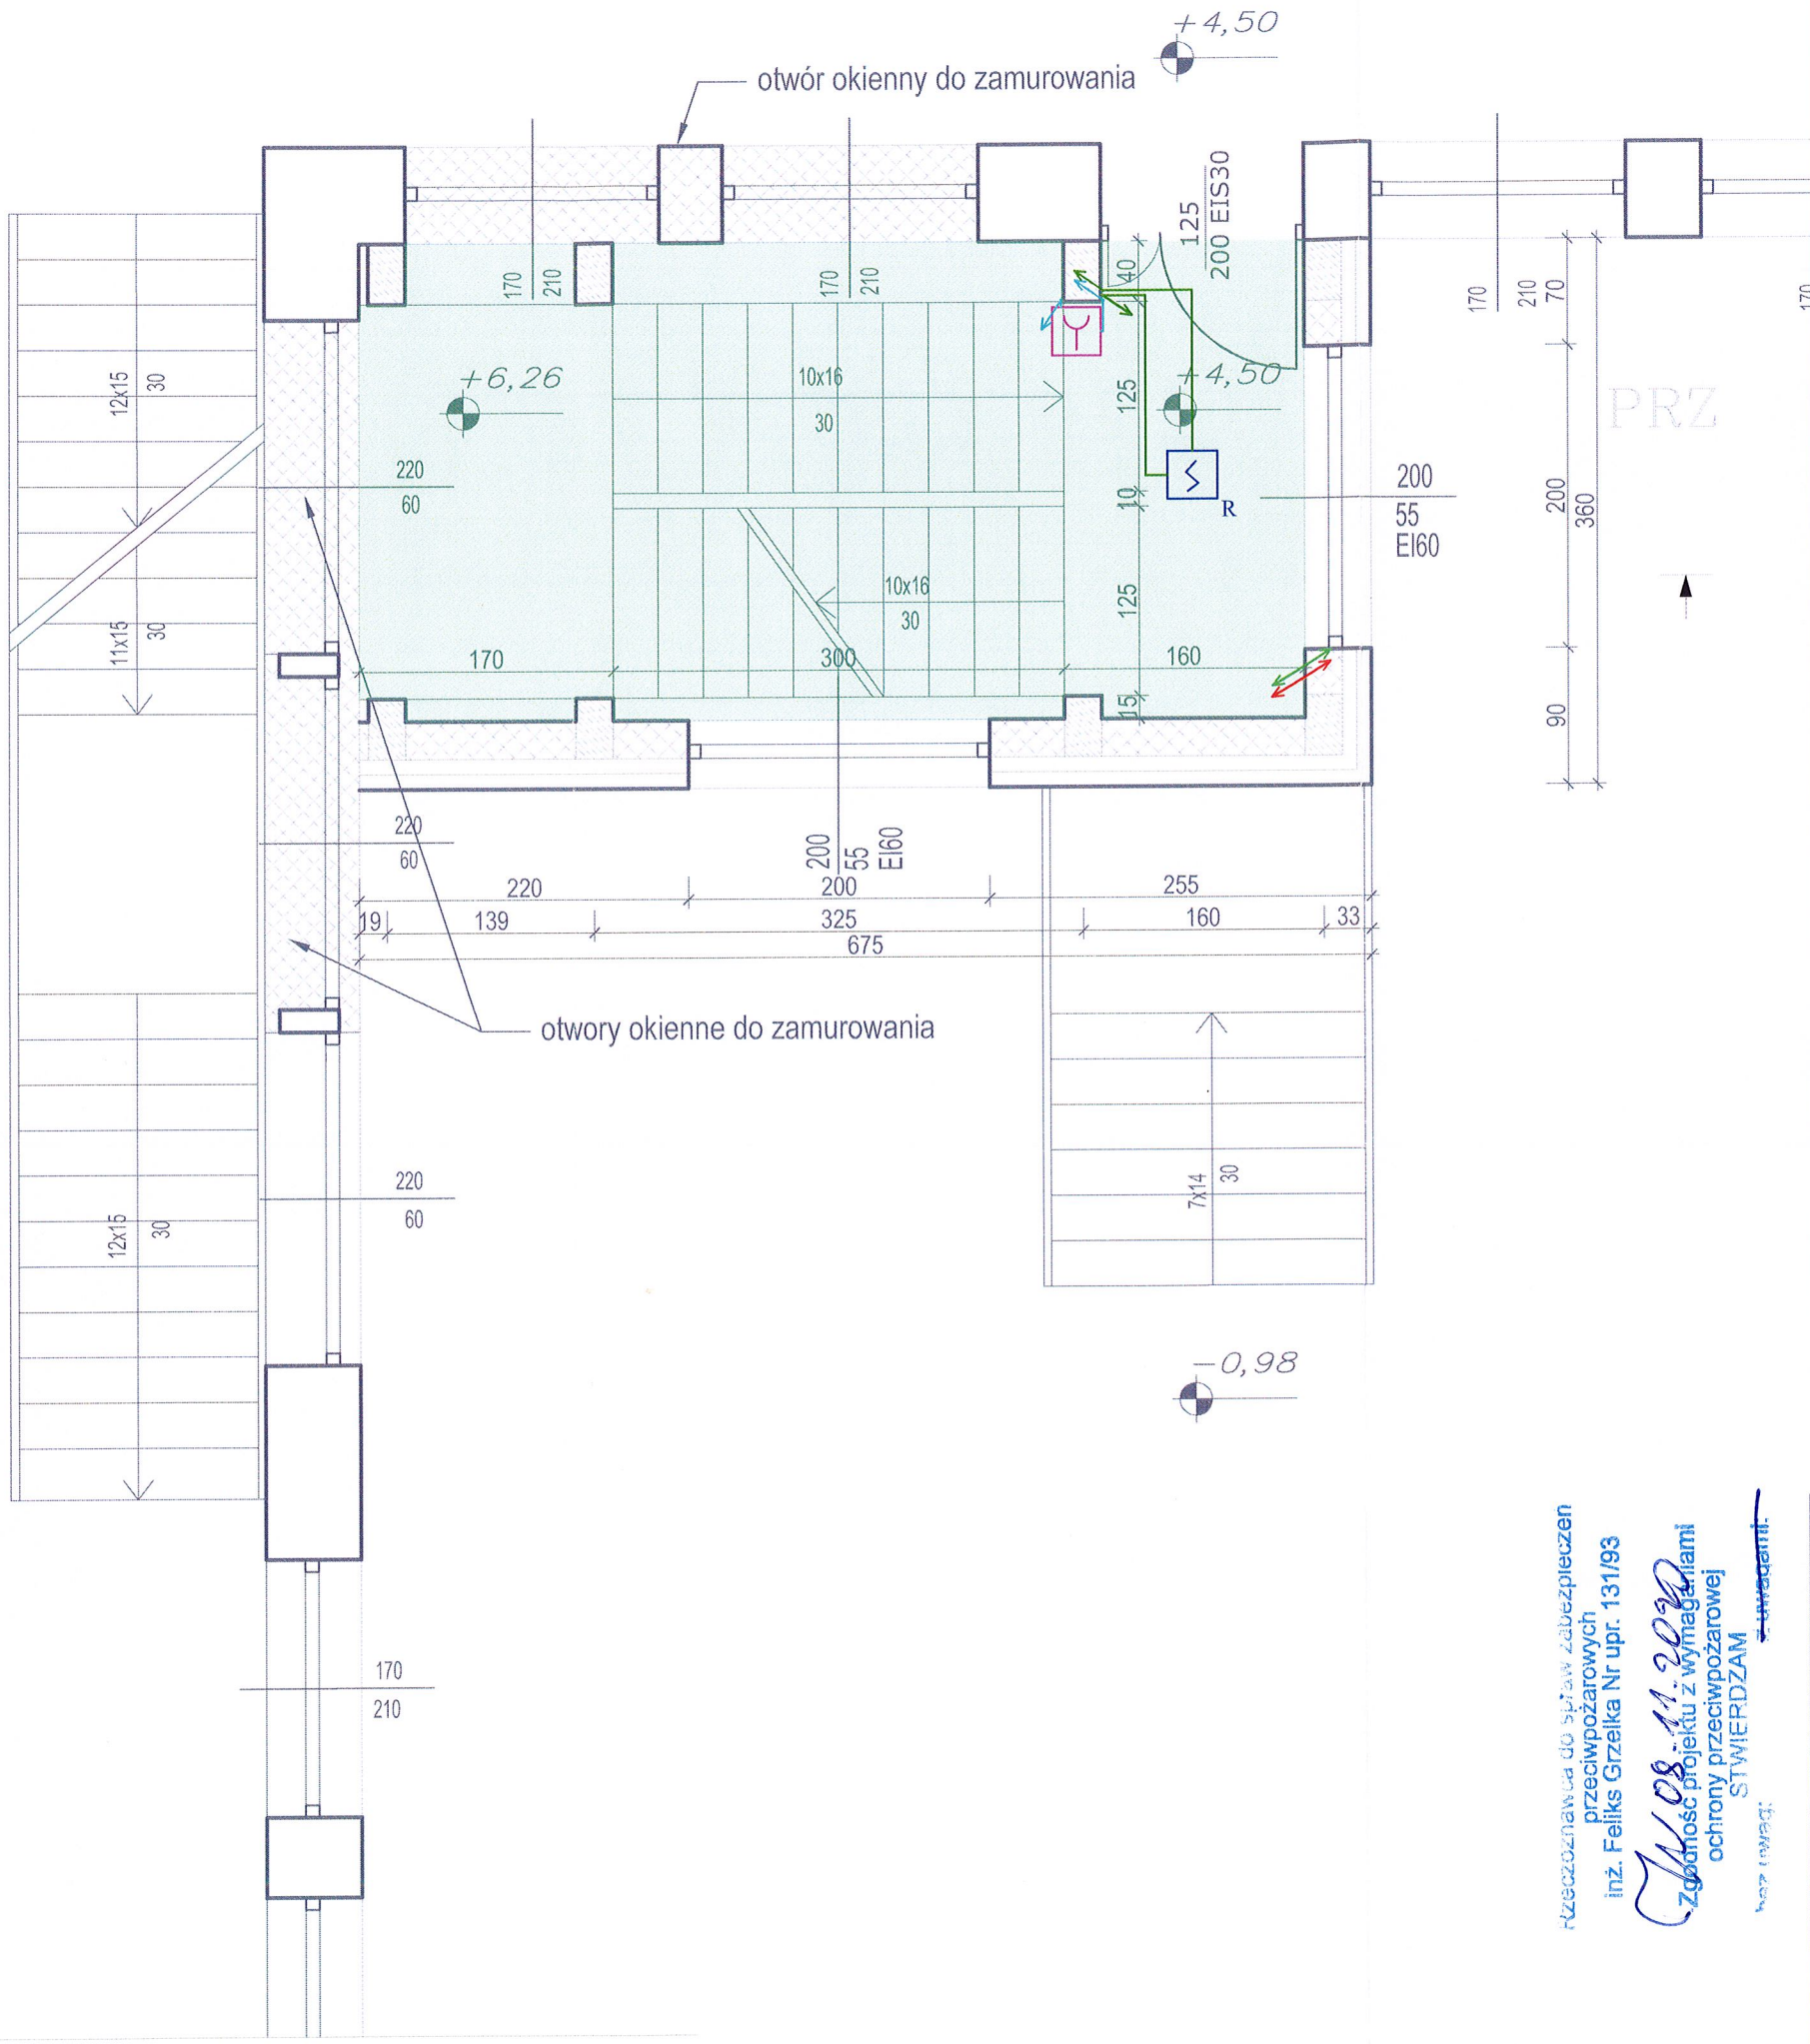 +4,50
otwór okienny do zamurowania
125
200 EIS30
170
210
170
210
40
170
210
70
170
12x15
30
+6,26
10x16
30
125
+4,50
PRZ
220
60
10
R
200
55
EI60
200
360
10x16
30
125
11x15
30
170
300
160
15
90
220
60
200
55
EI60
220
200
255
19
139
325
160
33
675
otwory okienne do zamurowania
220
60
12x15
30
7x14
30
-0,98
170
210
Rzeczoznawca do spraw zabezpieczen
przeciwpożarowych
inż. Feliks Grzelka Nr upr. 131/93
08.11.2020
Zgodność projektu z wymaganiami
ochrony przeciwpożarowej
STWIERDZAM
bez uwag:
z uwagami: